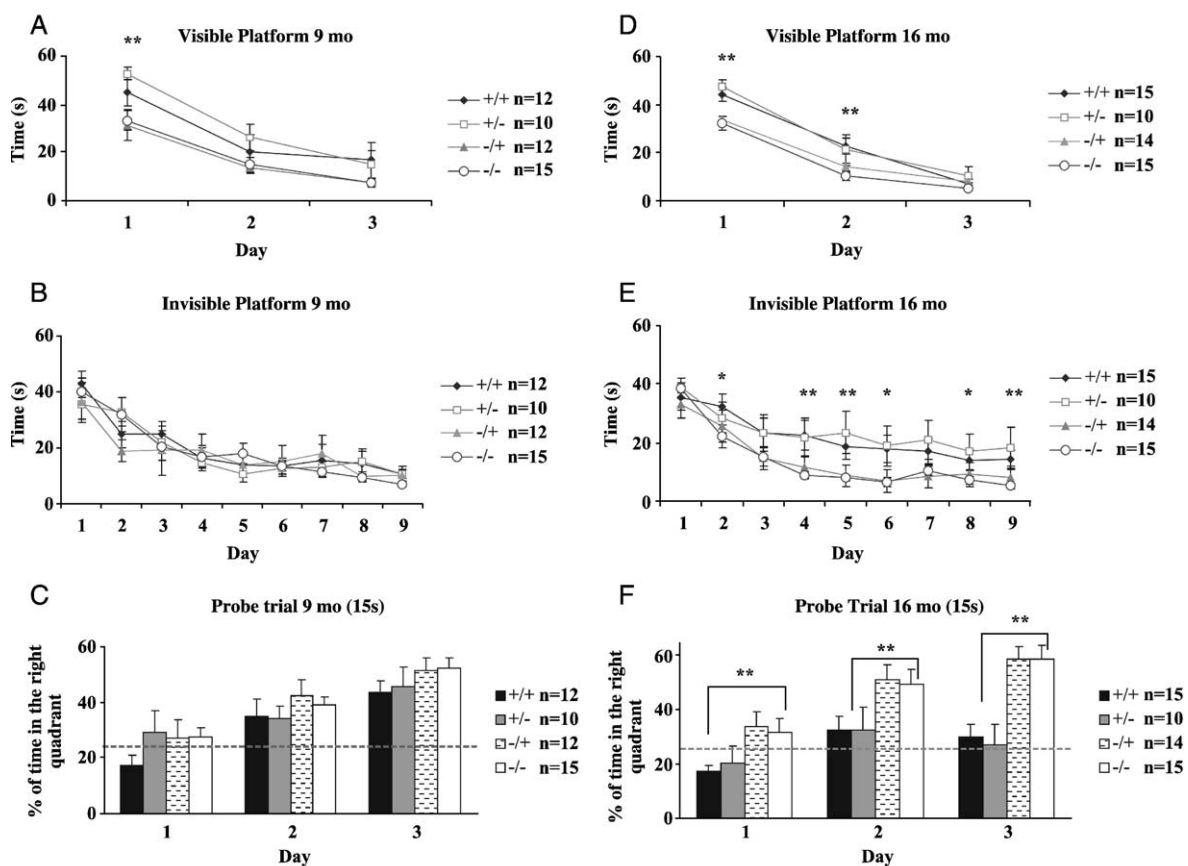 A
Visible Platform 9 mo
**
60
40
20
0
Time (s)
1 2 3
Day
+/+ n=12
+/- n=10
-/+ n=12
-/- n=15
B
Invisible Platform 9 mo
60
40
20
0
Time (s)
1 2 3 4 5 6 7 8 9
Day
+/+ n=12
+/- n=10
-/+ n=12
-/- n=15
C
Probe trial 9 mo (15s)
60
40
20
0
% of time in the right
quadrant
1 2 3
Day
+/+ n=12
+/- n=10
-/+ n=12
-/- n=15
D
Visible Platform 16 mo
** **
60
40
20
0
Time (s)
1 2 3
Day
+/+ n=15
+/- n=10
-/+ n=14
-/- n=15
E
Invisible Platform 16 mo
* ** ** * * **
60
40
20
0
Time (s)
1 2 3 4 5 6 7 8 9
Day
+/+ n=15
+/- n=10
-/+ n=14
-/- n=15
F
Probe Trial 16 mo (15s)
** ** **
60
40
20
0
% of time in the right
quadrant
1 2 3
Day
+/+ n=15
+/- n=10
-/+ n=14
-/- n=15